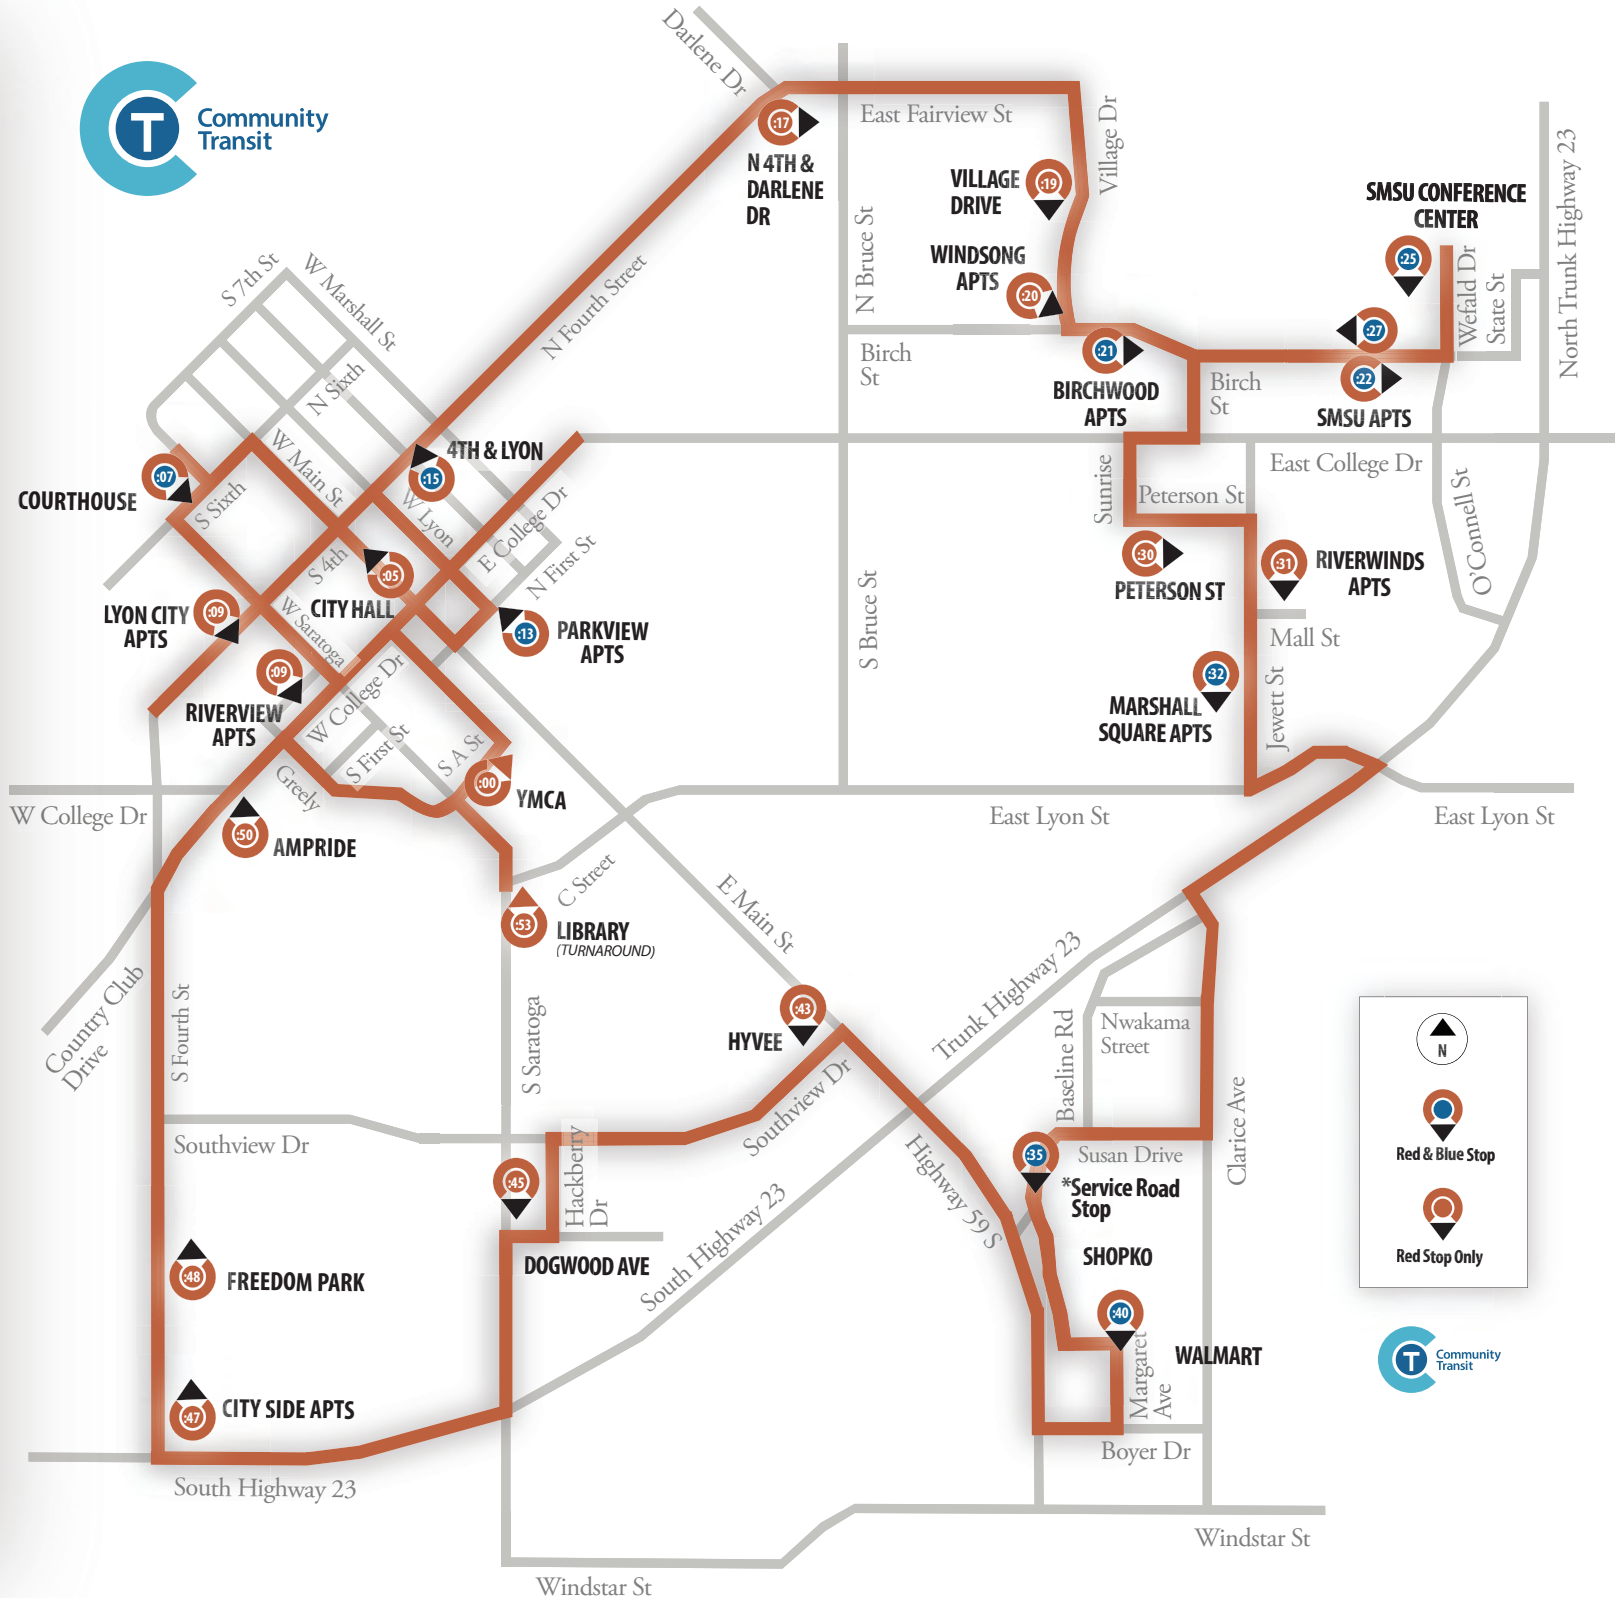 Darlene Dr
T
Community
Transit
:17
East Fairview St
Village Dr
N 4TH &
DARLENE
DR
VILLAGE
DRIVE
:19
North Trunk Highway 23
SMSU CONFERENCE
CENTER
N Bruce St
WINDSONG
APTS
:20
:25
Wefald Dr
State St
S 7th St
W Marshall St
N Fourth Street
:27
Birch
St
:21
BIRCHWOOD
APTS
Birch
St
:22
SMSU APTS
N Sixth
4TH & LYON
:15
W Main St
:07
COURTHOUSE
S Sixth
W Lyon
E College Dr
N First St
Sunrise
Peterson St
East College Dr
O'Connell St
S 4th
:05
CITY HALL
:30
PETERSON ST
:31
RIVERWINDS
APTS
LYON CITY
APTS
:09
W Saratoga
:13
PARKVIEW
APTS
S Bruce St
Mall St
:09
RIVERVIEW
APTS
W College Dr
:32
MARSHALL
SQUARE APTS
Jewett St
Greely
S First St
S A St
:00
YMCA
W College Dr
:50
AMPRIDE
East Lyon St
East Lyon St
C Street
E Main St
:53
LIBRARY
(TURNAROUND)
Country Club
Drive
S Fourth St
S Saratoga
:43
HYVEE
Trunk Highway 23
Baseline Rd
Nwakama
Street
N
Southview Dr
Southview Dr
Hackberry
Dr
Highway 59 S
:35
Susan Drive
*Service Road
Stop
Clarice Ave
Red & Blue Stop
:45
DOGWOOD AVE
South Highway 23
SHOPKO
Red Stop Only
:48
FREEDOM PARK
:40
WALMART
Margaret
Ave
T
Community
Transit
:47
CITY SIDE APTS
Boyer Dr
South Highway 23
Windstar St
Windstar St